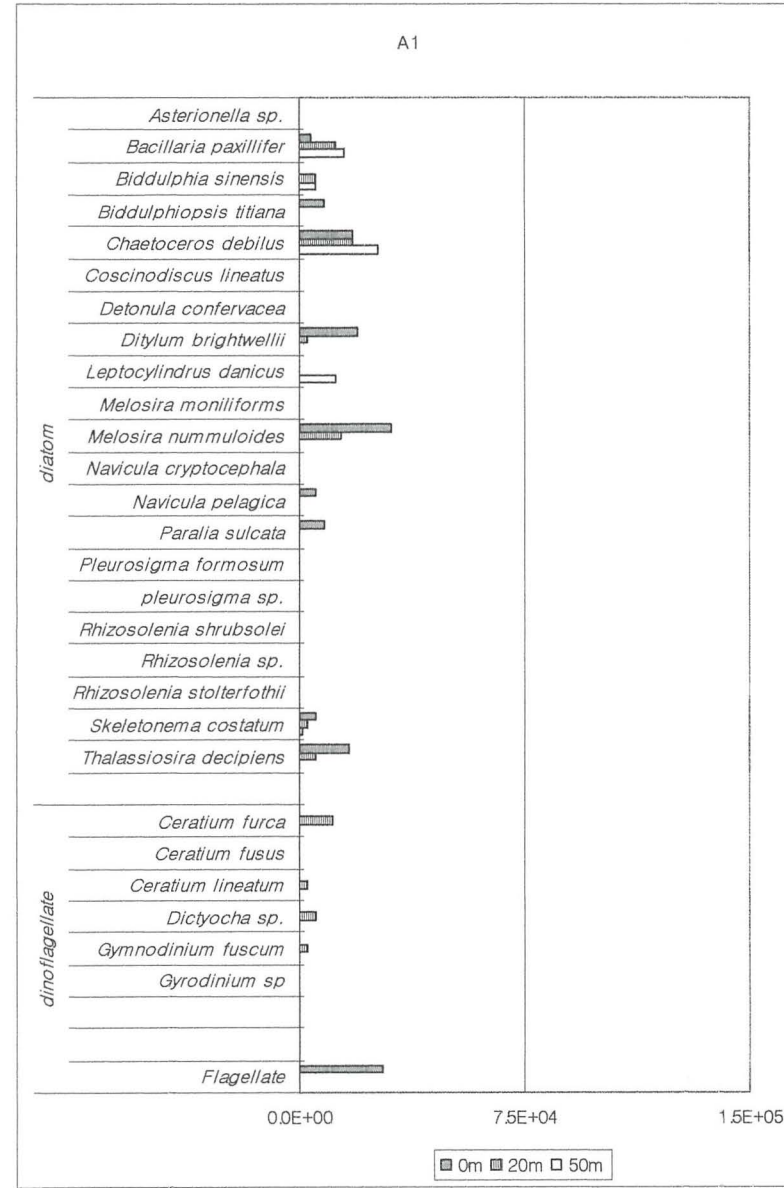 A1
diatom
Asterionella sp.
Bacillaria paxillifer
Biddulphia sinensis
Biddulphiopsis titiana
Chaetoceros debilus
Coscinodiscus lineatus
Detonula confervacea
Ditylum brightwellii
Leptocylindrus danicus
Melosira moniliforms
Melosira nummuloides
Navicula cryptocephala
Navicula pelagica
Paralia sulcata
Pleurosigma formosum
pleurosigma sp.
Rhizosolenia shrubsolei
Rhizosolenia sp.
Rhizosolenia stolterfothii
Skeletonema costatum
Thalassiosira decipiens
dinoflagellate
Ceratium furca
Ceratium fusus
Ceratium lineatum
Dictyocha sp.
Gymnodinium fuscum
Gyrodinium sp
Flagellate
0.0E+00 7.5E+04 1.5E+05
0m 20m 50m